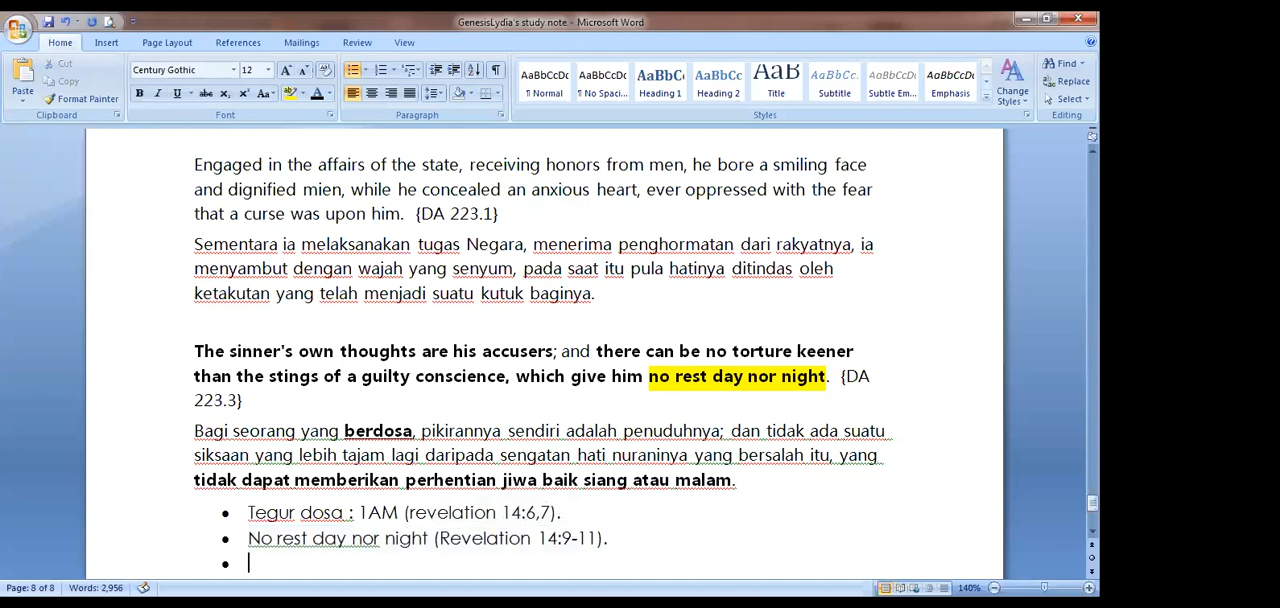 GenesisLydia's study note - Microsoft Word
Home Insert Page Layout References Mailings Review View
Paste
Cut
Copy
Format Painter
Clipboard
Century Gothic 12
Font
Paragraph
AaBbCcDc AaBbCcDc AaBbC AaBbCc AaB AaBbCc. AaBbCcDc AaBbCcDc
¶ Normal ¶ No Spaci... Heading 1 Heading 2 Title Subtitle Subtle Em... Emphasis
Styles
Change Styles
Find
Replace
Select
Editing
Engaged in the affairs of the state, receiving honors from men, he bore a smiling face
and dignified mien, while he concealed an anxious heart, ever oppressed with the fear
that a curse was upon him. {DA 223.1}
Sementara ia melaksanakan tugas Negara, menerima penghormatan dari rakyatnya, ia
menyambut dengan wajah yang senyum, pada saat itu pula hatinya ditindas oleh
ketakutan yang telah menjadi suatu kutuk baginya.
The sinner's own thoughts are his accusers; and there can be no torture keener
than the stings of a guilty conscience, which give him no rest day nor night. {DA
223.3}
Bagi seorang yang berdosa, pikirannya sendiri adalah penuduhnya; dan tidak ada suatu
siksaan yang lebih tajam lagi daripada sengatan hati nuraninya yang bersalah itu, yang
tidak dapat memberikan perhentian jiwa baik siang atau malam.
• Tegur dosa : 1AM (revelation 14:6,7).
• No rest day nor night (Revelation 14:9-11).
•
Page: 8 of 8 Words: 2,956 140%